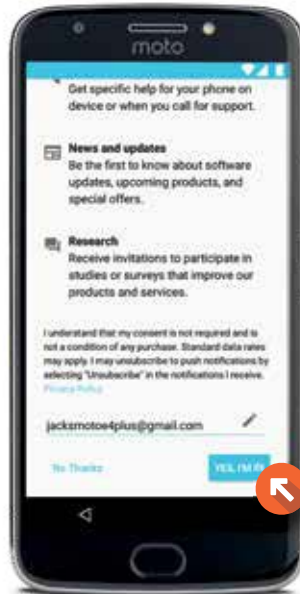 moto
Get specific help for your phone on
device or when you call for support.
News and updates
Be the first to know about software
updates, upcoming products, and
special offers.
Research
Receive invitations to participate in
studies or surveys that improve our
products and services.
I understand that my consent is not required and is
not a condition of any purchase. Standard data rates
may apply. I may unsubscribe to push notifications by
selecting "Unsubscribe" in the notifications I receive.
Privacy Policy
jacksmotoe4plus@gmail.com
No Thanks
YES, I'M IN